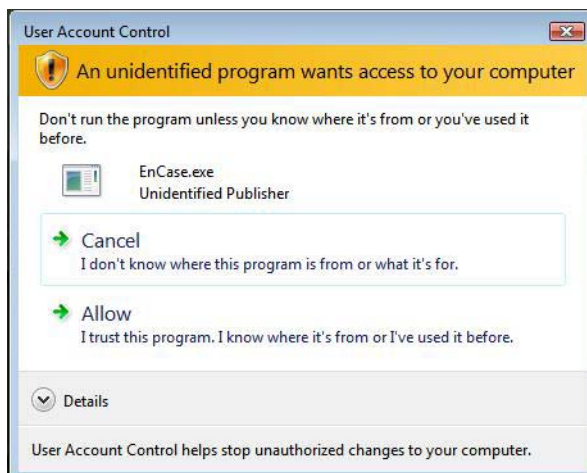 User Account Control
An unidentified program wants access to your computer
Don't run the program unless you know where it's from or you've used it
before.
EnCase.exe
Unidentified Publisher
Cancel
I don't know where this program is from or what it's for.
Allow
I trust this program. I know where it's from or I've used it before.
Details
User Account Control helps stop unauthorized changes to your computer.